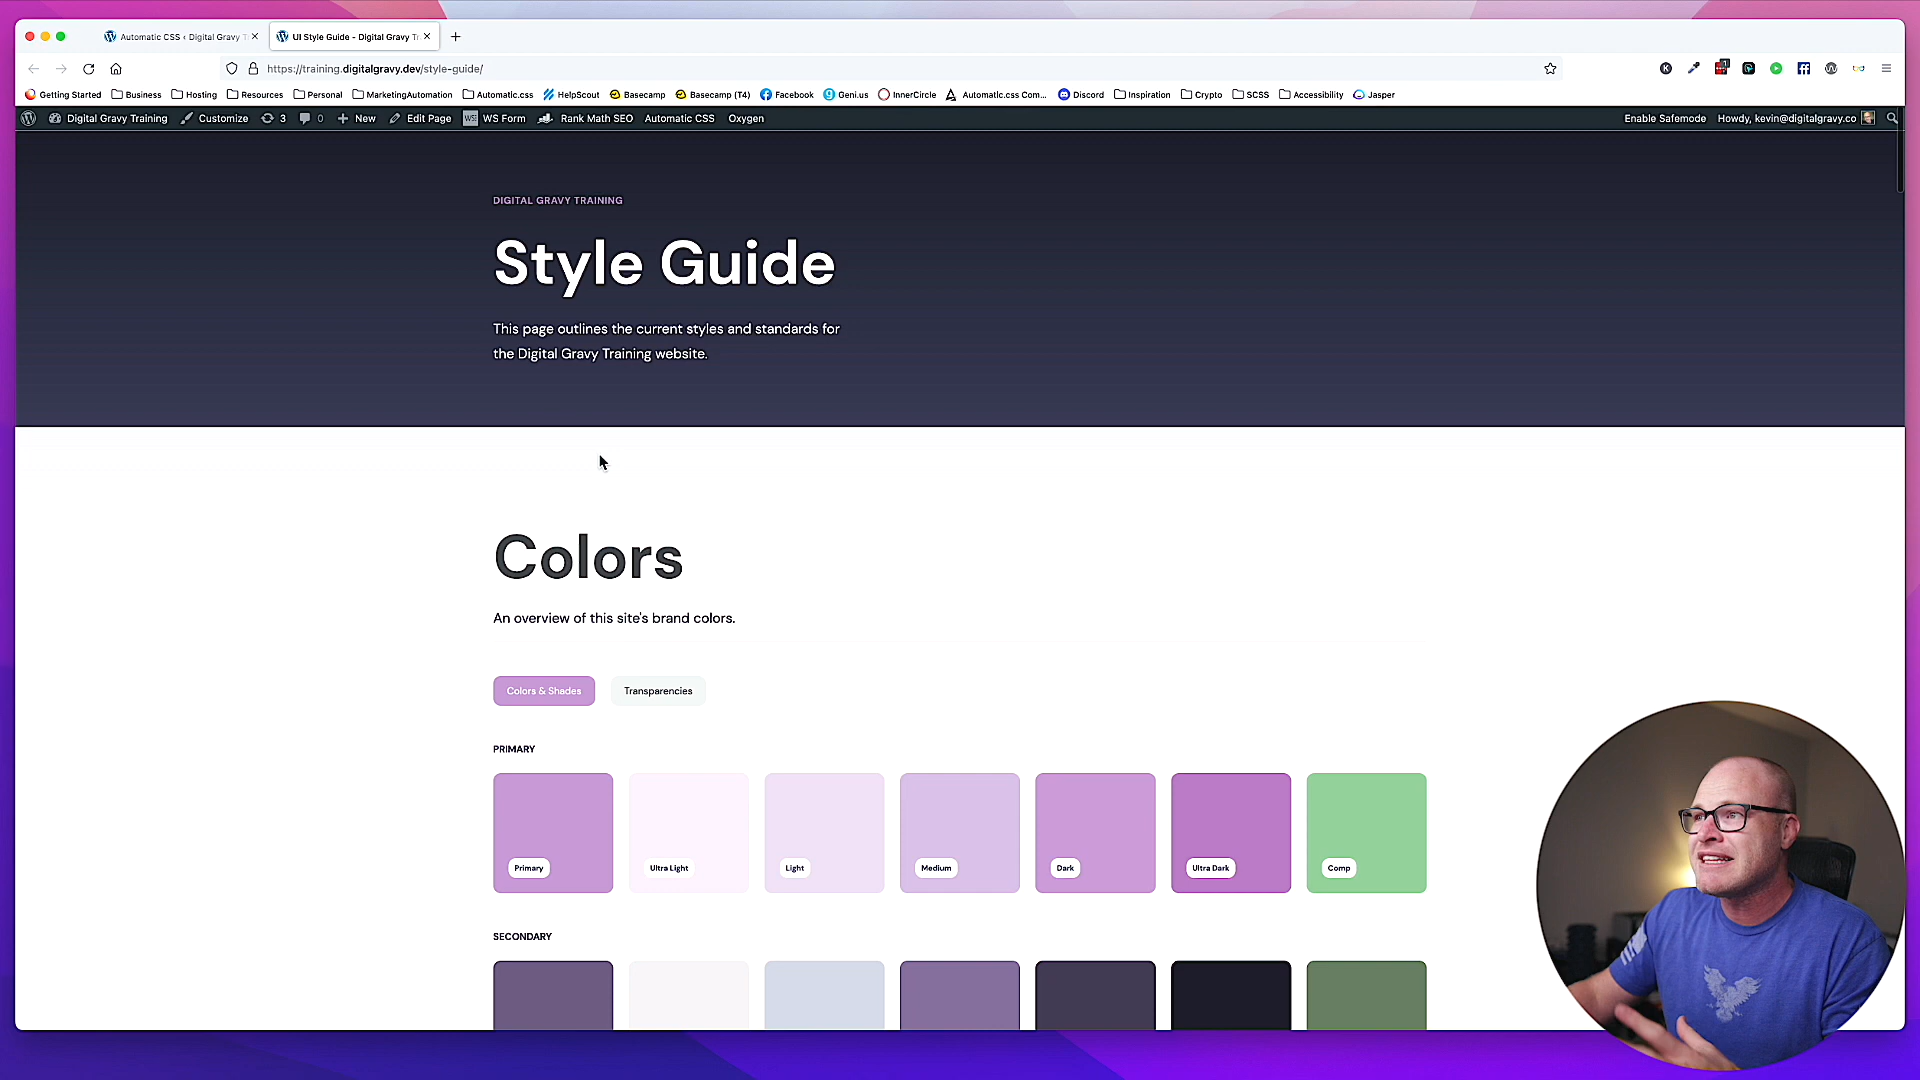 Automatic CSS ‹ Digital Gravy T
UI Style Guide - Digital Gravy Tr
https://training.digitalgravy.dev/style-guide/
Getting Started Business Hosting Resources Personal MarketingAutomation Automatic.css HelpScout Basecamp Basecamp (T4) Facebook Geni.us InnerCircle Automatic.css Com... Discord Inspiration Crypto SCSS Accessibility Jasper
Digital Gravy Training Customize 3 0 New Edit Page WS Form Rank Math SEO Automatic CSS Oxygen Enable Safemode Howdy, kevin@digitalgravy.co
DIGITAL GRAVY TRAINING
Style Guide
This page outlines the current styles and standards for
the Digital Gravy Training website.
Colors
An overview of this site's brand colors.
Colors & Shades Transparencies
PRIMARY
Primary Ultra Light Light Medium Dark Ultra Dark Comp
SECONDARY